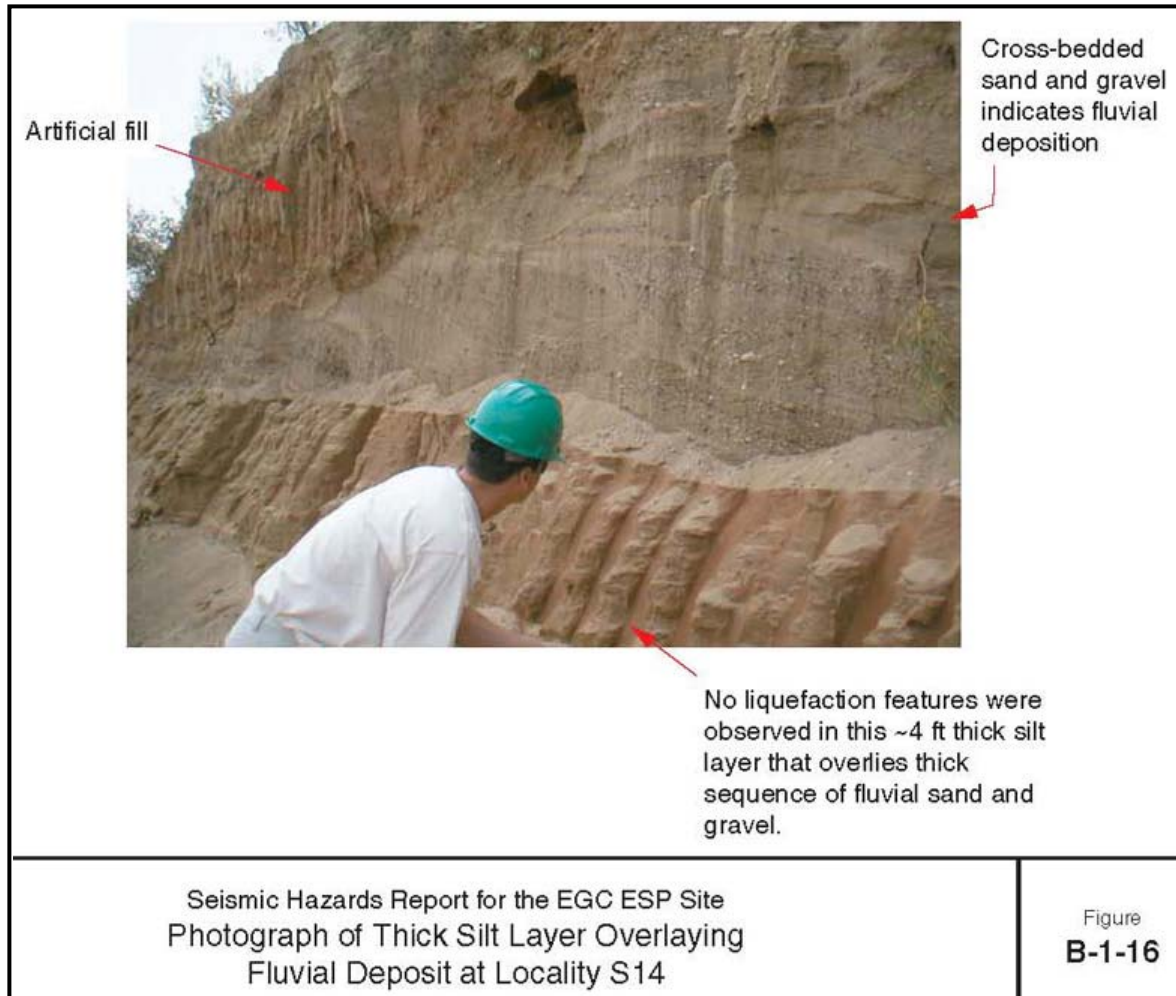 Artificial fill
Cross-bedded
sand and gravel
indicates fluvial
deposition
No liquefaction features were
observed in this ~4 ft thick silt
layer that overlies thick
sequence of fluvial sand and
gravel.
Seismic Hazards Report for the EGC ESP Site
Photograph of Thick Silt Layer Overlaying
Fluvial Deposit at Locality S14
Figure
B-1-16